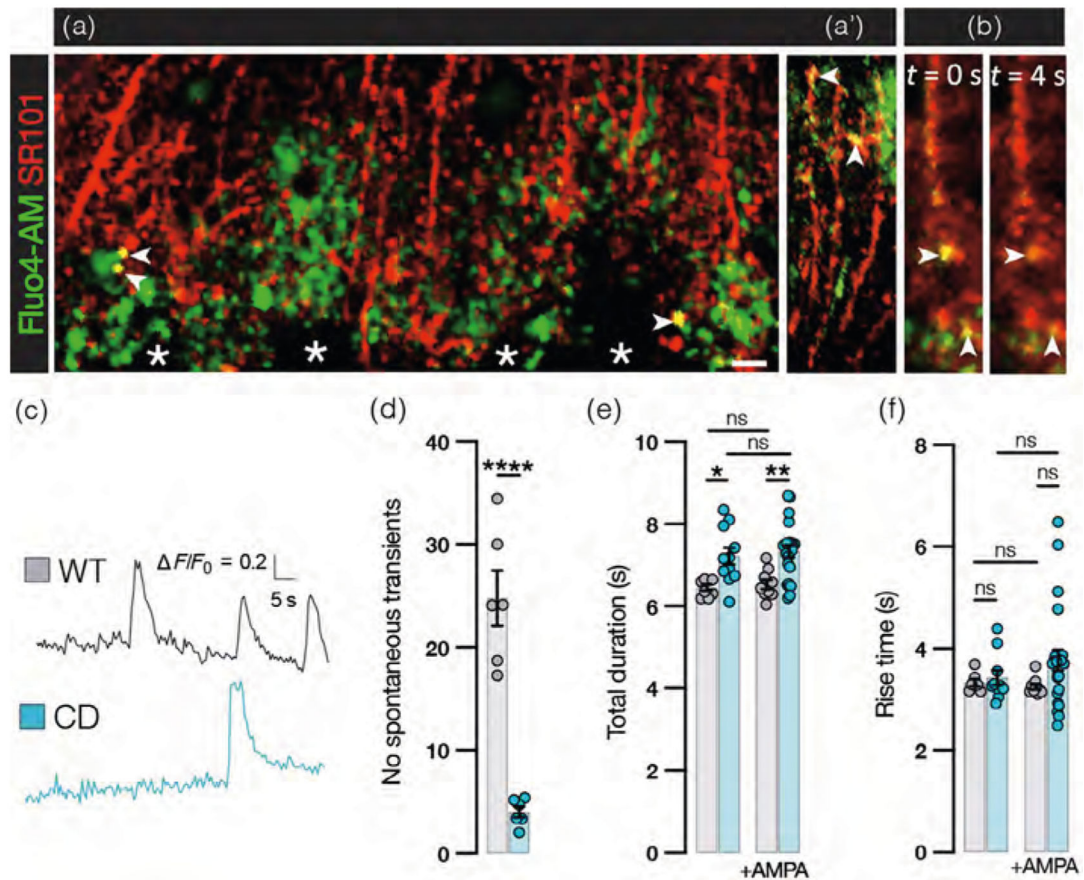 (a) (a') (b)
Fluo4-AM SR101
t = 0 s t = 4 s
* * * *
(c) (d) (e) (f)
WT
ΔF/F0 = 0.2
5 s
CD
No spontaneous transients
40
30
20
10
0
****
Total duration (s)
10
8
6
4
2
0
ns
ns
* **
+AMPA
Rise time (s)
8
6
4
2
0
ns
ns
ns
ns
+AMPA